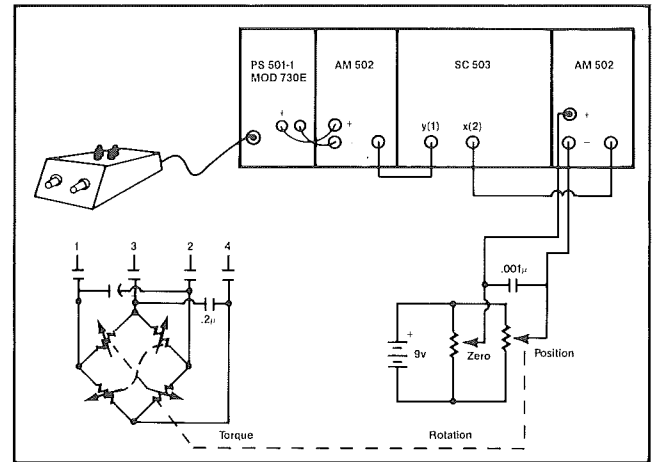 PS 501-1 AM 502 SC 503 AM 502
MOD 730E
+ + +
- y(1) x(2) −
1 3 2 4
.001µ
.2µ
+
9v Zero Position
Torque Rotation